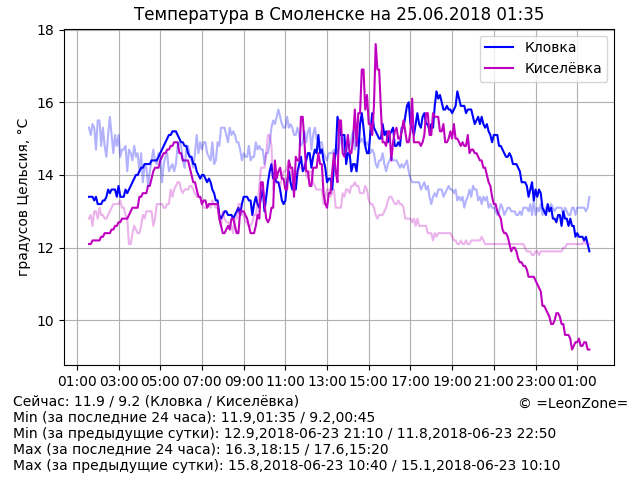 Температура в Смоленске на 25.06.2018 01:35
Кловка
Киселёвка
градусов Цельсия, °C
18
16
14
12
10
01:00 03:00 05:00 07:00 09:00 11:00 13:00 15:00 17:00 19:00 21:00 23:00 01:00
Сейчас: 11.9 / 9.2 (Кловка / Киселёвка)
© =LeonZone=
Min (за последние 24 часа): 11.9,01:35 / 9.2,00:45
Min (за предыдущие сутки): 12.9,2018-06-23 21:10 / 11.8,2018-06-23 22:50
Max (за последние 24 часа): 16.3,18:15 / 17.6,15:20
Max (за предыдущие сутки): 15.8,2018-06-23 10:40 / 15.1,2018-06-23 10:10